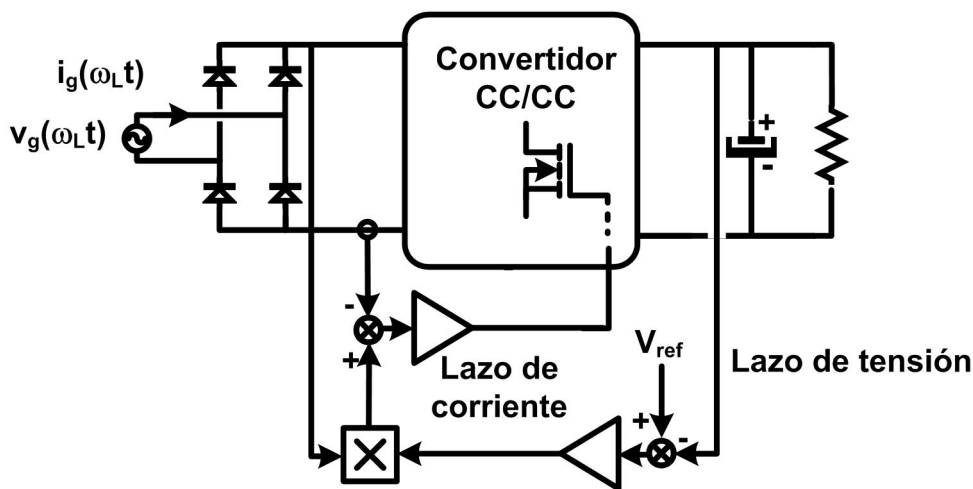 Convertidor
CC/CC
i_g(ω_Lt)
v_g(ω_Lt)
+
-
-
+
Lazo de
corriente
V_ref
Lazo de tensión
+
-